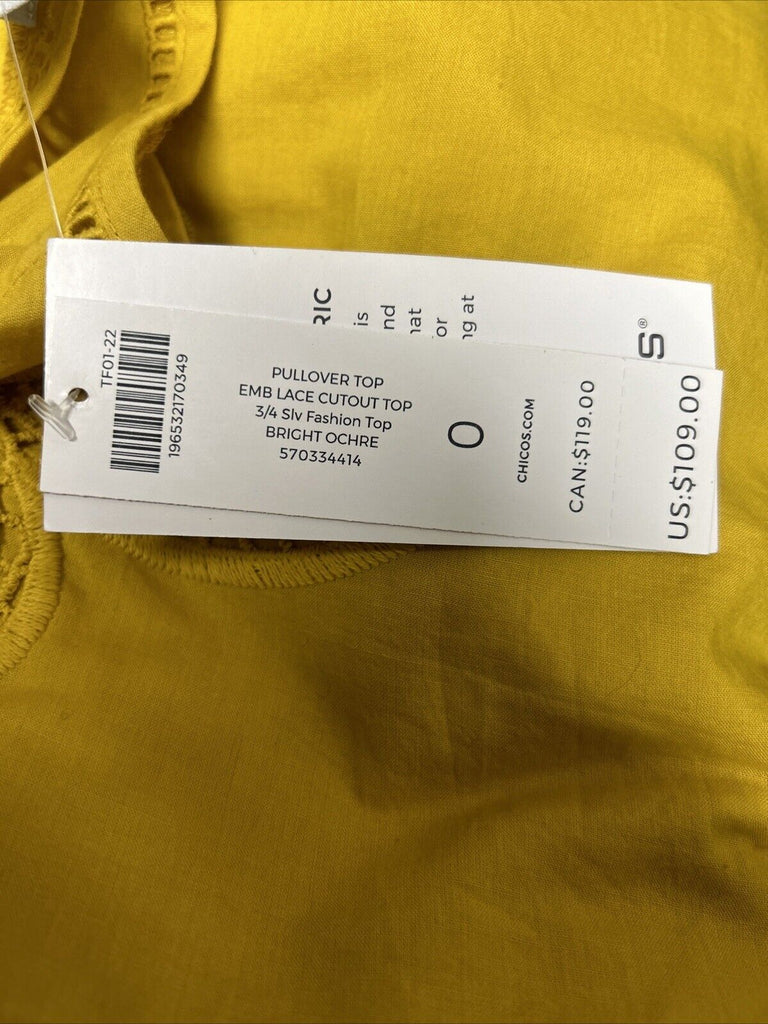 TF01-22
196532170349
PULLOVER TOP
EMB LACE CUTOUT TOP
3/4 Slv Fashion Top
BRIGHT OCHRE
570334414
0
CHICOS.COM
CAN:$119.00
US:$109.00
RIC
is
nd
hat
or
ng at
S®